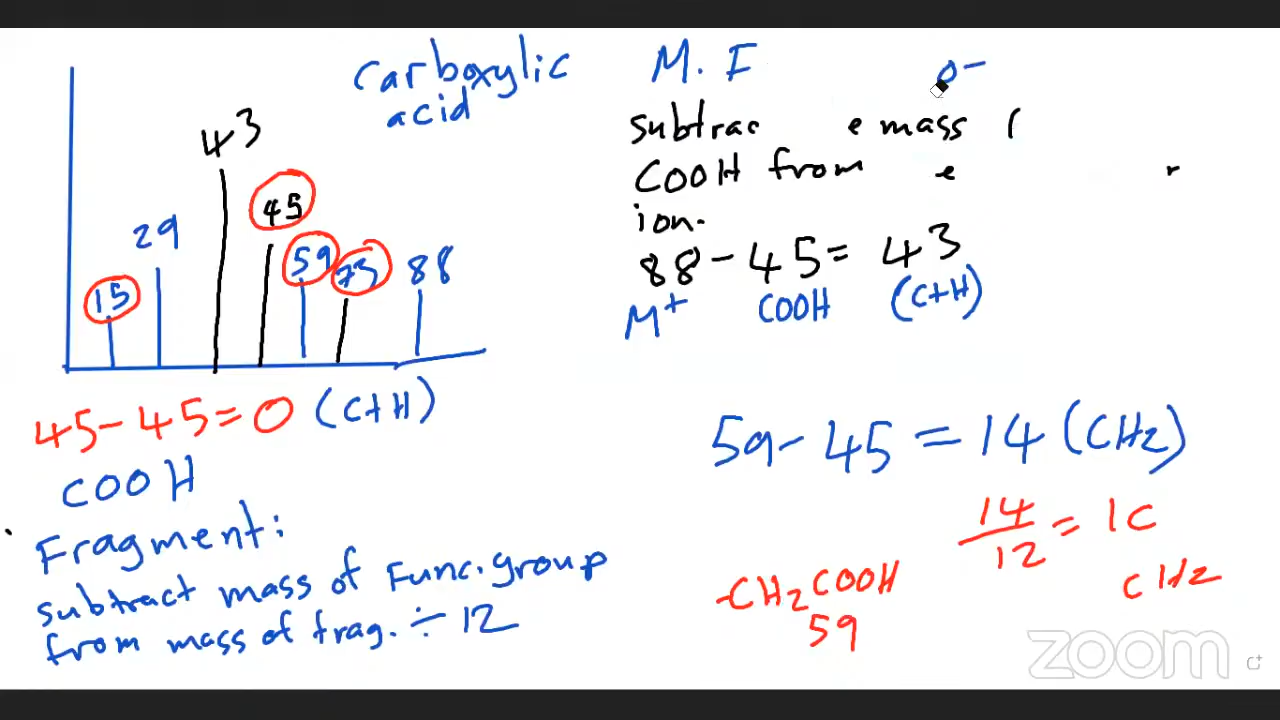 carboxylic
acid
43
45
29
59
73
88
15
45 - 45 = 0 (C+H)
COOH
Fragment:
subtract mass of Func. group
from mass of frag. ÷ 12
M. F
o-
subtrac e mass (
COOH from e r
ion.
88 - 45 = 43
M+ COOH (C+H)
59 - 45 = 14 (CH2)
14
12
= 1C
-CH2COOH
CH2
59
zoom